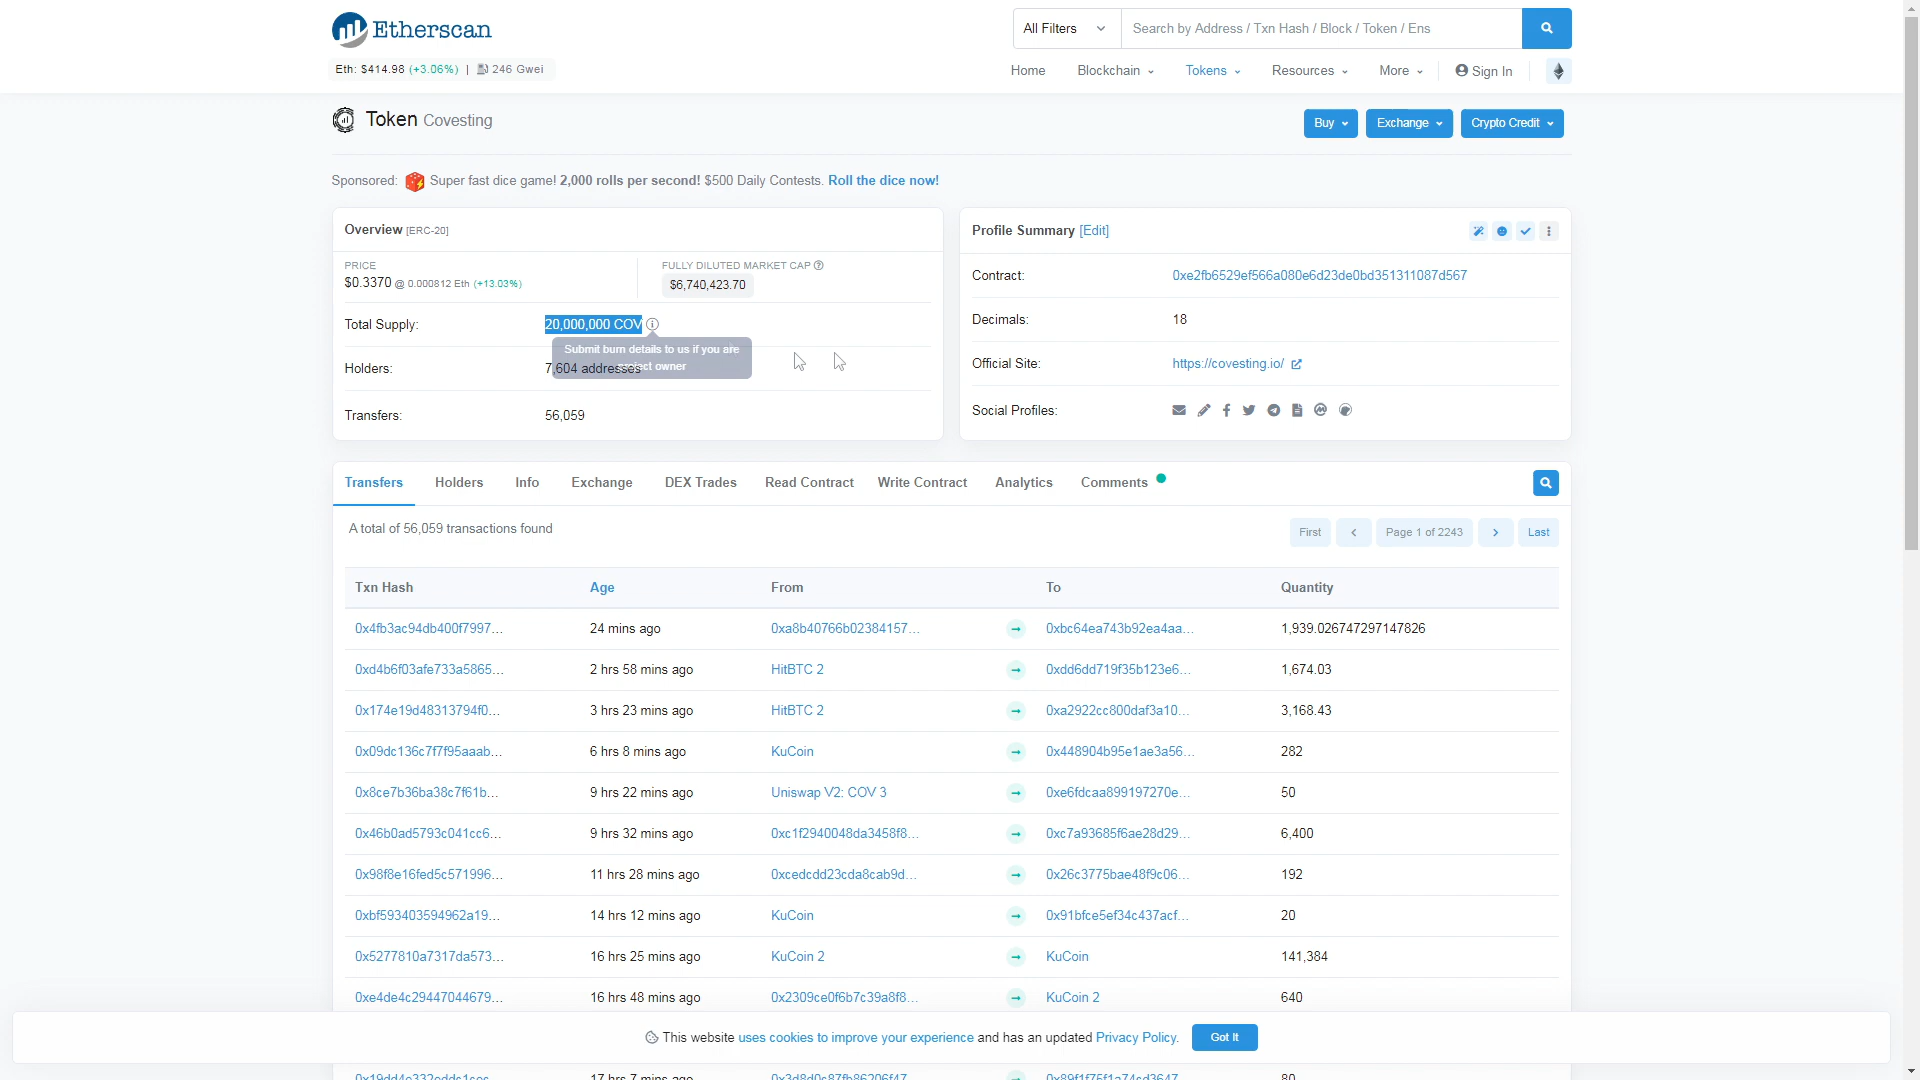 Etherscan
All Filters
Search by Address / Txn Hash / Block / Token / Ens
Eth: $414.98 (+3.06%) | 246 Gwei
Home Blockchain Tokens Resources More Sign In
Token Covesting
Buy Exchange Crypto Credit
Sponsored: Super fast dice game! 2,000 rolls per second! $500 Daily Contests. Roll the dice now!
Overview [ERC-20]
PRICE
$0.3370 @ 0.000812 Eth (+13.03%)
FULLY DILUTED MARKET CAP
$6,740,423.70
Total Supply: 20,000,000 COV
Submit burn details to us if you are
project owner
Holders: 7,604 addresses
Transfers: 56,059
Profile Summary [Edit]
Contract: 0xe2fb6529ef566a080e6d23de0bd351311087d567
Decimals: 18
Official Site: https://covesting.io/
Social Profiles:
Transfers Holders Info Exchange DEX Trades Read Contract Write Contract Analytics Comments
A total of 56,059 transactions found
First Page 1 of 2243 Last
Txn Hash Age From To Quantity
0x4fb3ac94db400f7997... 24 mins ago 0xa8b40766b02384157... 0xbc64ea743b92ea4aa... 1,939.026747297147826
0xd4b6f03afe733a5865... 2 hrs 58 mins ago HitBTC 2 0xdd6dd719f35b123e6... 1,674.03
0x174e19d48313794f0... 3 hrs 23 mins ago HitBTC 2 0xa2922cc800daf3a10... 3,168.43
0x09dc136c7f7f95aaab... 6 hrs 8 mins ago KuCoin 0x448904b95e1ae3a56... 282
0x8ce7b36ba38c7f61b... 9 hrs 22 mins ago Uniswap V2: COV 3 0xe6fdcaa899197270e... 50
0x46b0ad5793c041cc6... 9 hrs 32 mins ago 0xc1f2940048da3458f8... 0xc7a93685f6ae28d29... 6,400
0x98f8e16fed5c571996... 11 hrs 28 mins ago 0xcedcdd23cda8cab9d... 0x26c3775bae48f9c06... 192
0xbf593403594962a19... 14 hrs 12 mins ago KuCoin 0x91bfce5ef34c437acf... 20
0x5277810a7317da573... 16 hrs 25 mins ago KuCoin 2 KuCoin 141,384
0xe4de4c29447044679... 16 hrs 48 mins ago 0x2309ce0f6b7c39a8f8... KuCoin 2 640
This website uses cookies to improve your experience and has an updated Privacy Policy. Got It
17 hrs 7 mins ago 80